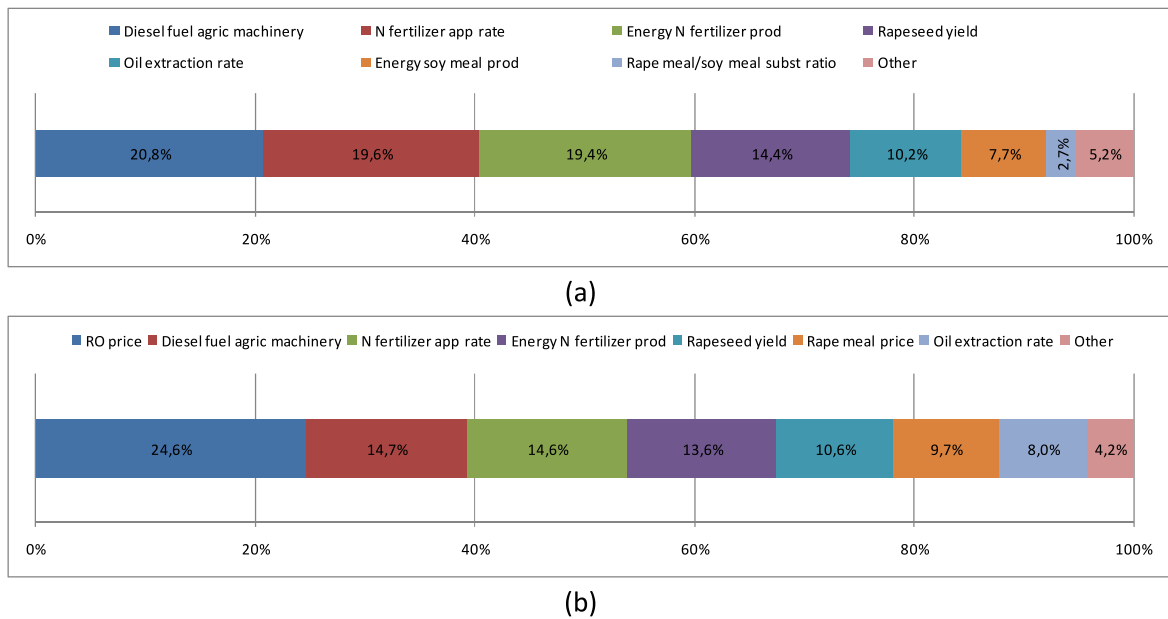 Diesel fuel agric machinery N fertilizer app rate Energy N fertilizer prod Rapeseed yield
Oil extraction rate Energy soy meal prod Rape meal/soy meal subst ratio Other
20,8% 19,6% 19,4% 14,4% 10,2% 7,7% 2,7% 5,2%
0% 20% 40% 60% 80% 100%
(a)
RO price Diesel fuel agric machinery N fertilizer app rate Energy N fertilizer prod Rapeseed yield Rape meal price Oil extraction rate Other
24,6% 14,7% 14,6% 13,6% 10,6% 9,7% 8,0% 4,2%
0% 20% 40% 60% 80% 100%
(b)